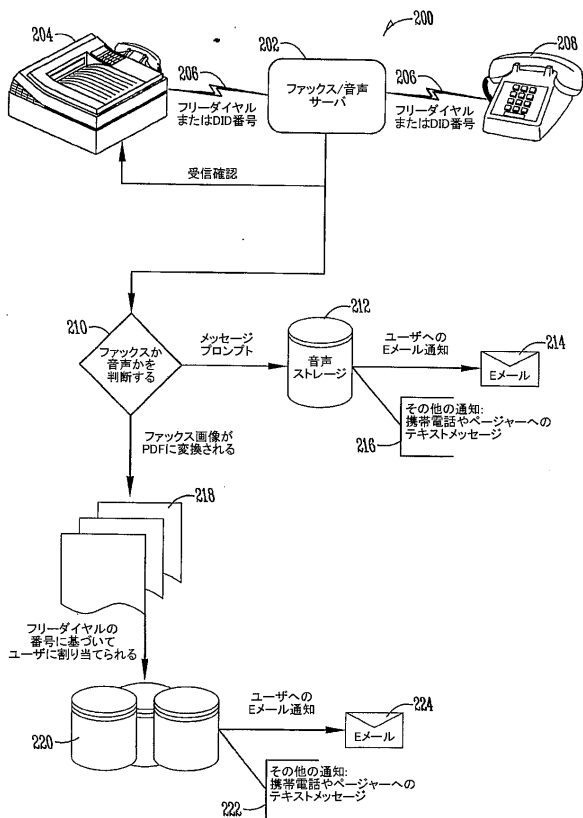 200
204
202
208
206
ファックス/音声
サーバ
206
フリーダイヤル
またはDID番号
フリーダイヤル
またはDID番号
受信確認
210
ファックスか
音声かを
判断する
メッセージ
プロンプト
212
音声
ストレージ
ユーザへの
Eメール通知
214
Eメール
216
その他の通知:
携帯電話やページャーへの
テキストメッセージ
ファックス画像が
PDFに変換される
218
フリーダイヤルの
番号に基づいて
ユーザに割り当てられる
220
ユーザへの
Eメール通知
224
Eメール
222
その他の通知:
携帯電話やページャーへの
テキストメッセージ